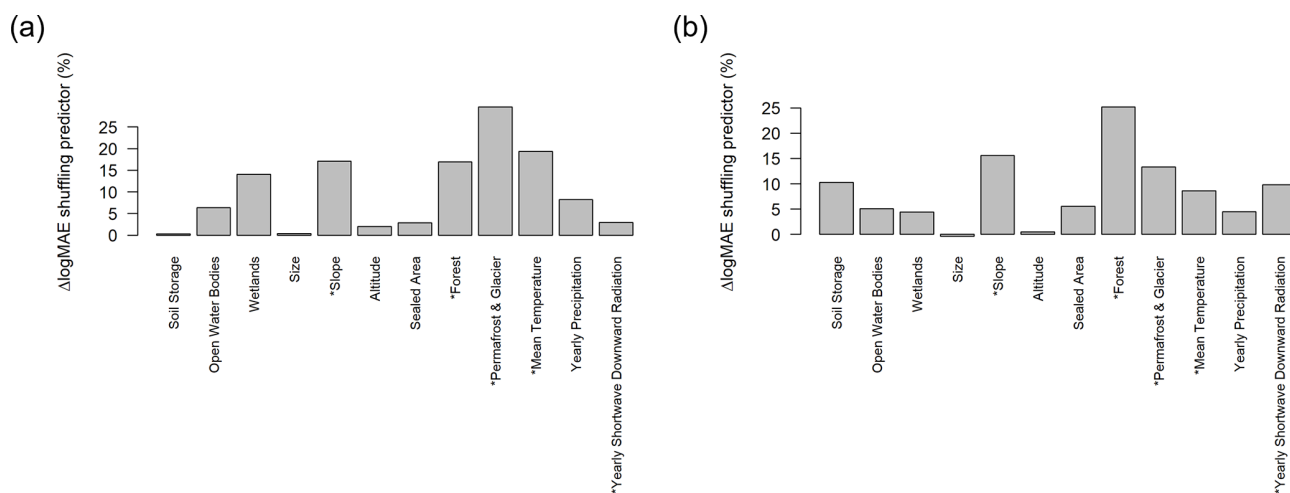 (a)
ΔlogMAE shuffling predictor (%)
25
20
15
10
5
0
Soil Storage
Open Water Bodies
Wetlands
Size
*Slope
Altitude
Sealed Area
*Forest
*Permafrost & Glacier
*Mean Temperature
Yearly Precipitation
*Yearly Shortwave Downward Radiation
(b)
ΔlogMAE shuffling predictor (%)
25
20
15
10
5
0
Soil Storage
Open Water Bodies
Wetlands
Size
*Slope
Altitude
Sealed Area
*Forest
*Permafrost & Glacier
*Mean Temperature
Yearly Precipitation
*Yearly Shortwave Downward Radiation